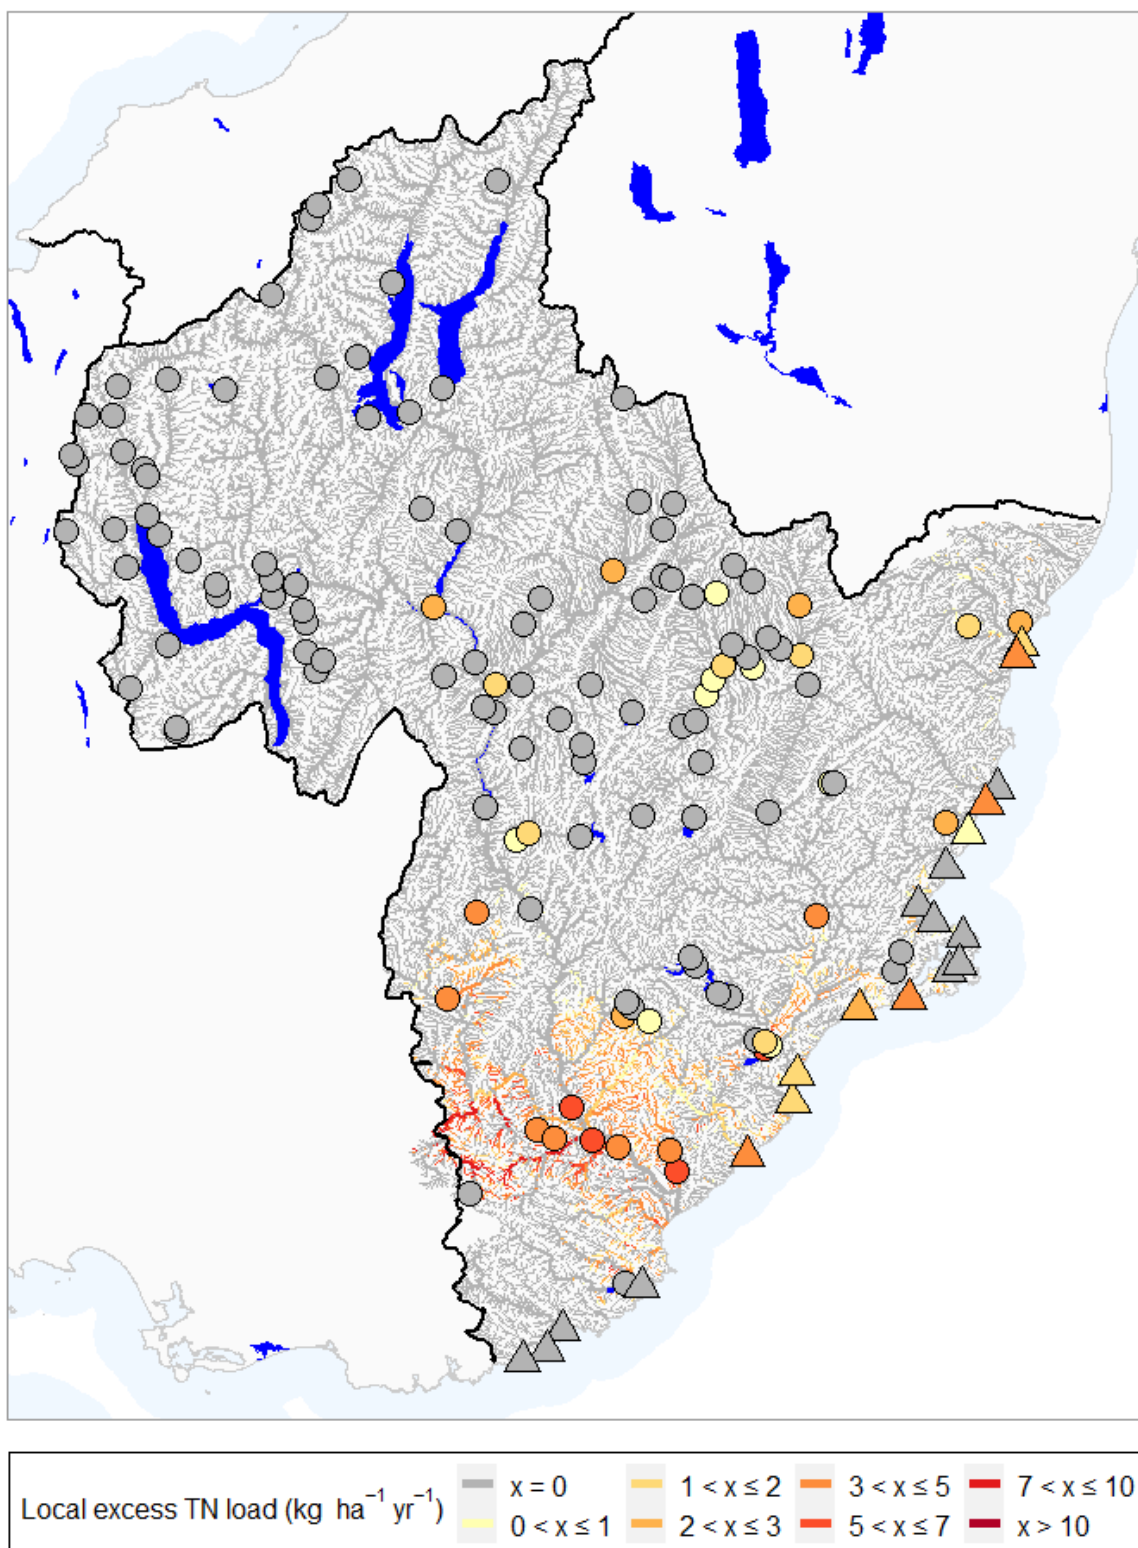 Local excess TN load (kg ha⁻¹ yr⁻¹)
x = 0
0 < x ≤ 1
1 < x ≤ 2
2 < x ≤ 3
3 < x ≤ 5
5 < x ≤ 7
7 < x ≤ 10
x > 10